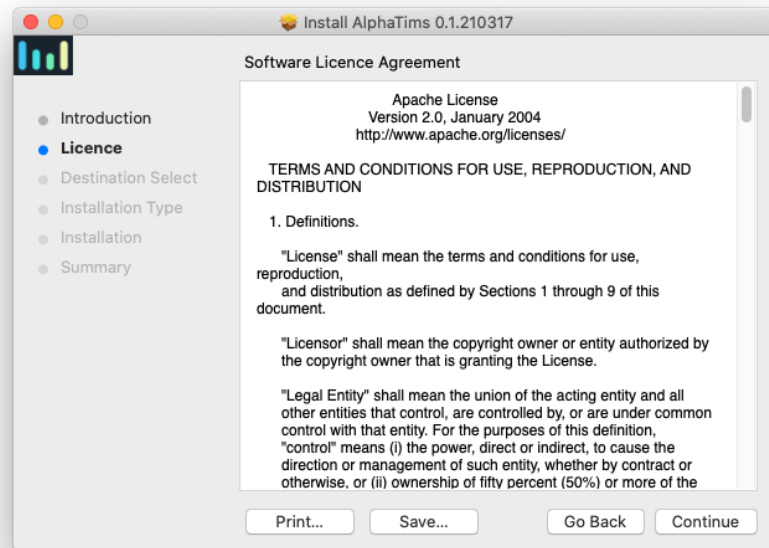 Install AlphaTims 0.1.210317
Software Licence Agreement
Introduction
Licence
Destination Select
Installation Type
Installation
Summary
Apache License
Version 2.0, January 2004
http://www.apache.org/licenses/
TERMS AND CONDITIONS FOR USE, REPRODUCTION, AND
DISTRIBUTION
1. Definitions.
"License" shall mean the terms and conditions for use,
reproduction,
and distribution as defined by Sections 1 through 9 of this
document.
"Licensor" shall mean the copyright owner or entity authorized by
the copyright owner that is granting the License.
"Legal Entity" shall mean the union of the acting entity and all
other entities that control, are controlled by, or are under common
control with that entity. For the purposes of this definition,
"control" means (i) the power, direct or indirect, to cause the
direction or management of such entity, whether by contract or
otherwise, or (ii) ownership of fifty percent (50%) or more of the
Print...
Save...
Go Back
Continue